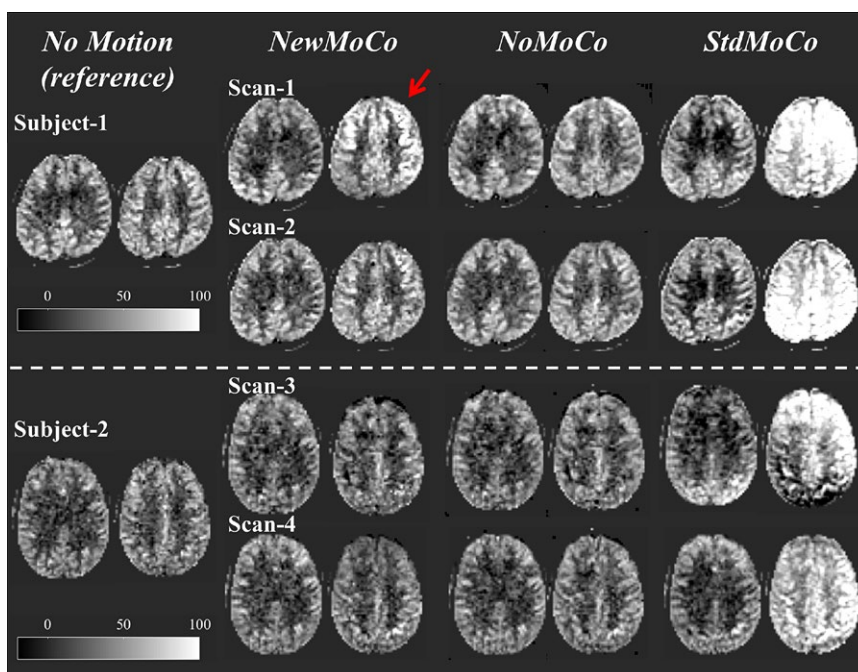 No Motion
(reference)
NewMoCo
NoMoCo
StdMoCo
Scan-1
Subject-1
Scan-2
0 50 100
Scan-3
Subject-2
Scan-4
0 50 100